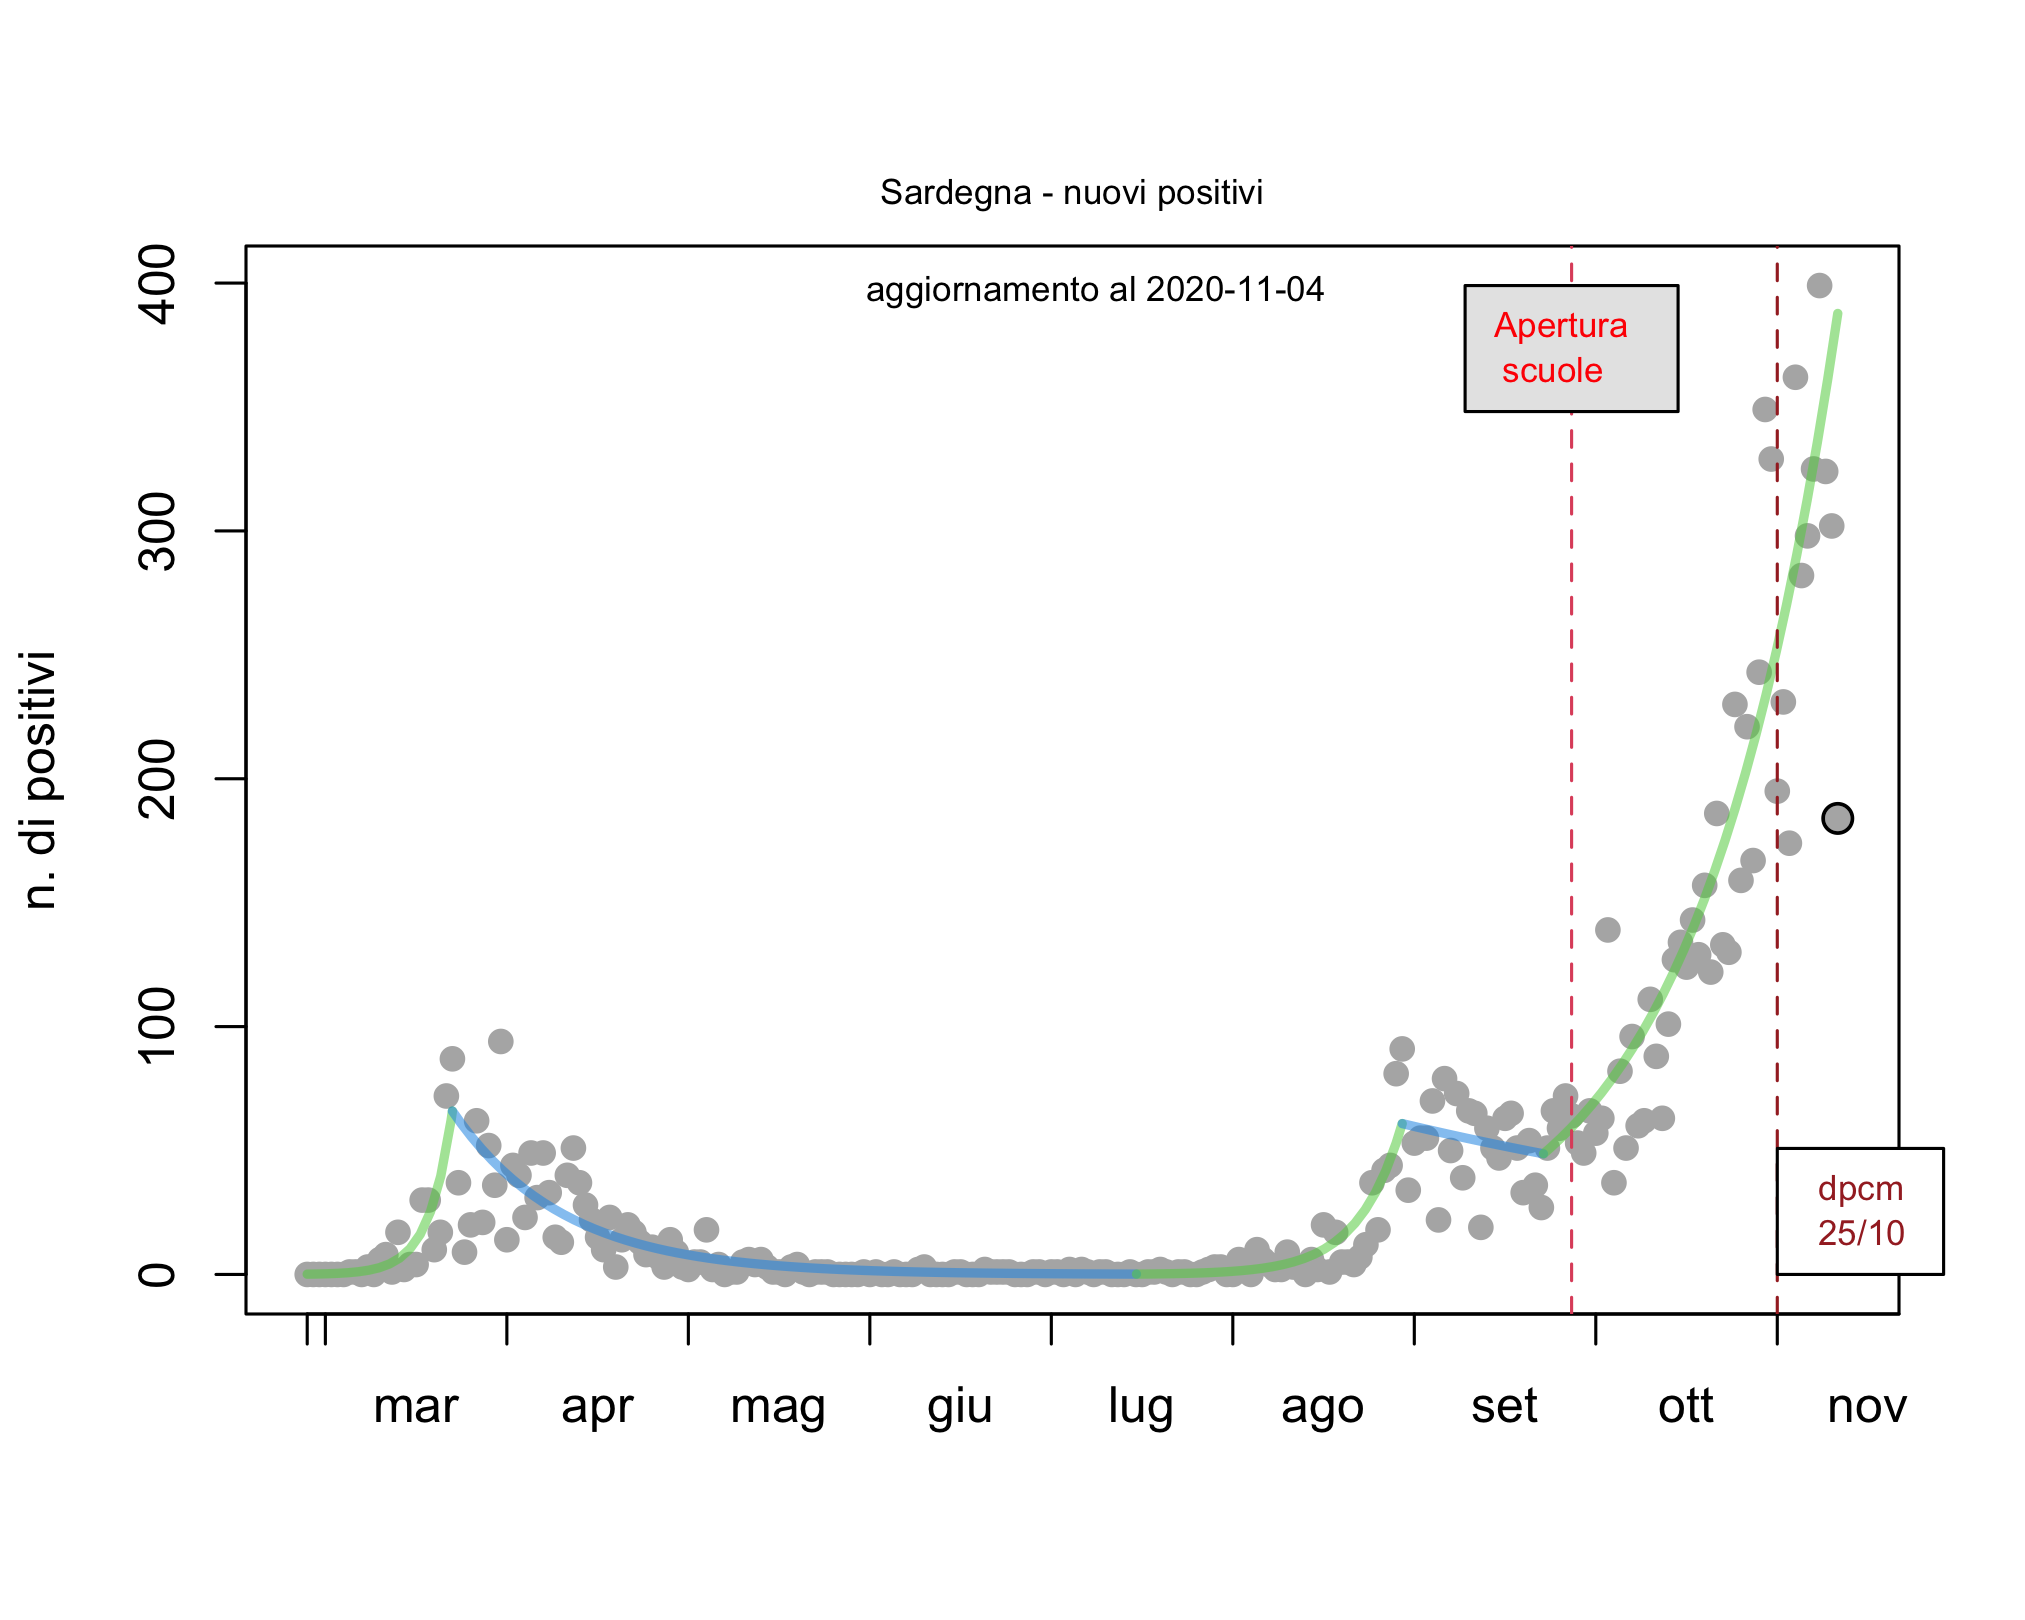 Sardegna - nuovi positivi
aggiornamento al 2020-11-04
Apertura
scuole
dpcm
25/10
n. di positivi
400
300
200
100
0
mar apr mag giu lug ago set ott nov